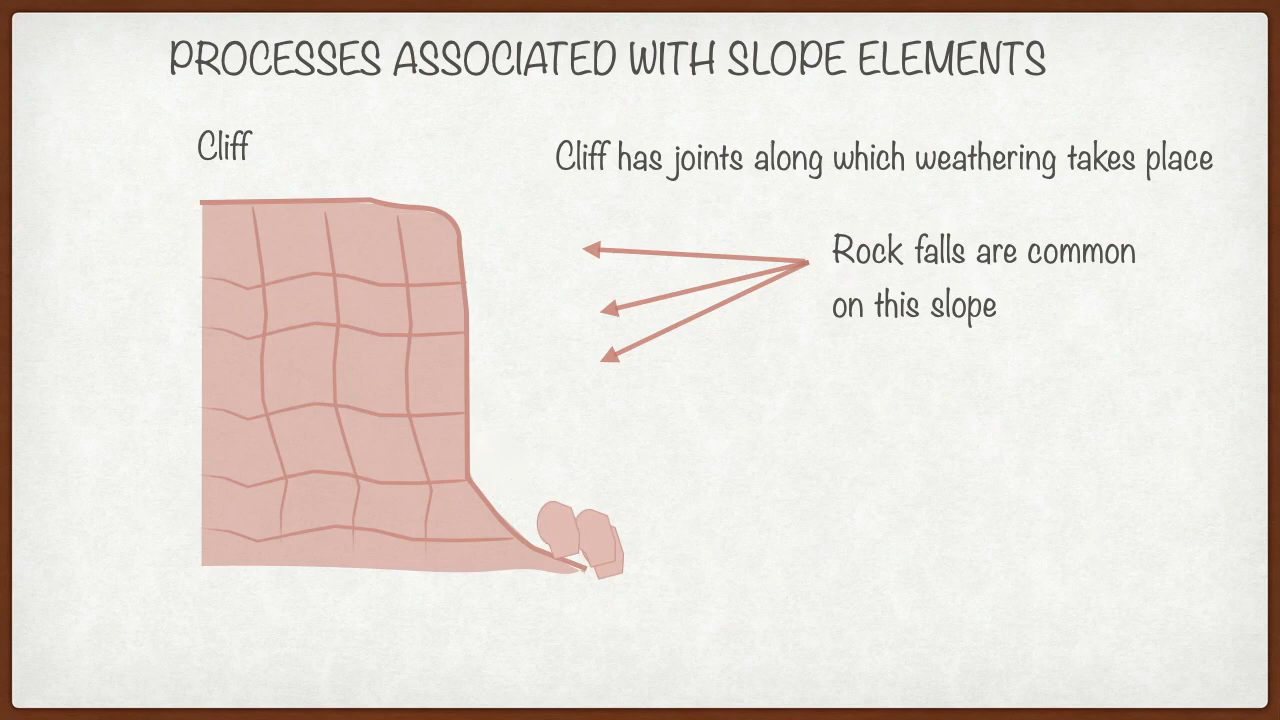 PROCESSES ASSOCIATED WITH SLOPE ELEMENTS
Cliff
Cliff has joints along which weathering takes place
Rock falls are common
on this slope